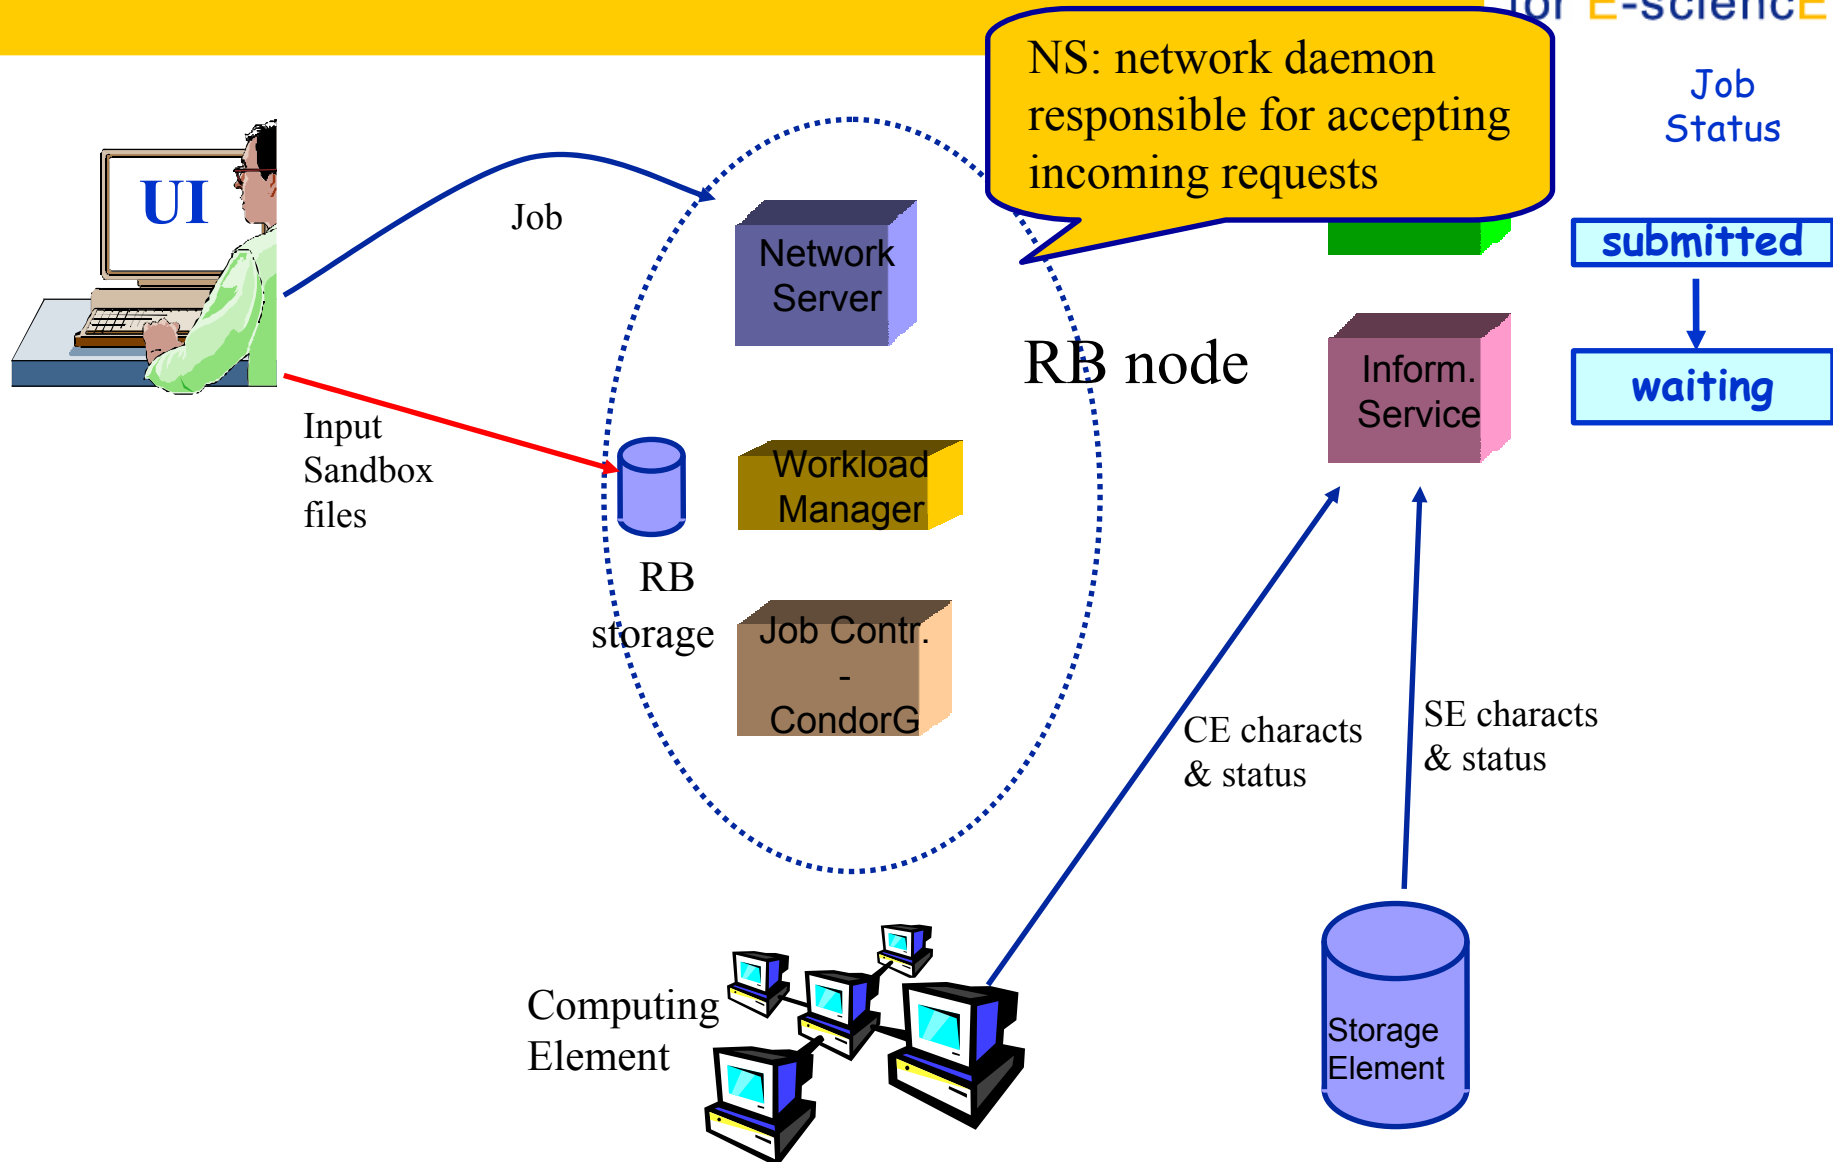 for E-sciencE
NS: network daemon
responsible for accepting
incoming requests
Job
Status
UI
Job
Network
Server
submitted
RB node
Inform.
Service
waiting
Input
Sandbox
files
Workload
Manager
RB
storage
Job Contr.
-
CondorG
CE characts
& status
SE characts
& status
Computing
Element
Storage
Element